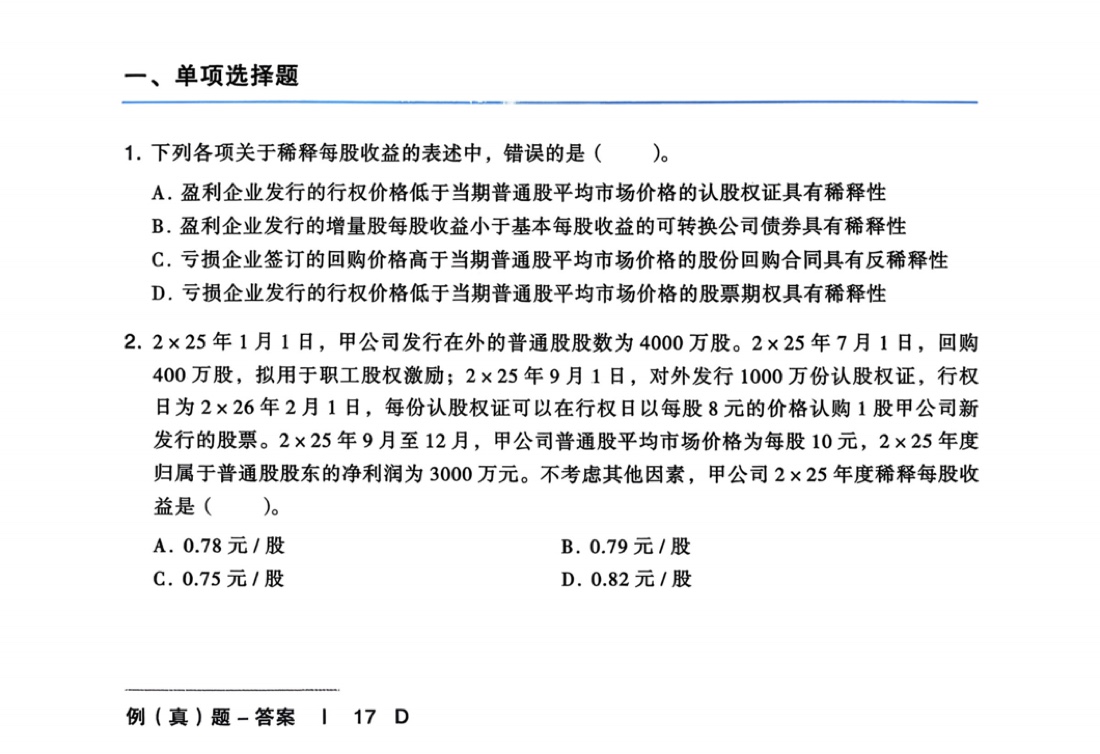 一、单项选择题
1. 下列各项关于稀释每股收益的表述中，错误的是（　　）。
A. 盈利企业发行的行权价格低于当期普通股平均市场价格的认股权证具有稀释性
B. 盈利企业发行的增量股每股收益小于基本每股收益的可转换公司债券具有稀释性
C. 亏损企业签订的回购价格高于当期普通股平均市场价格的股份回购合同具有反稀释性
D. 亏损企业发行的行权价格低于当期普通股平均市场价格的股票期权具有稀释性
2. 2×25 年 1 月 1 日，甲公司发行在外的普通股股数为 4000 万股。2×25 年 7 月 1 日，回购
400 万股，拟用于职工股权激励；2×25 年 9 月 1 日，对外发行 1000 万份认股权证，行权
日为 2×26 年 2 月 1 日，每份认股权证可以在行权日以每股 8 元的价格认购 1 股甲公司新
发行的股票。2×25 年 9 月至 12 月，甲公司普通股平均市场价格为每股 10 元，2×25 年度
归属于普通股股东的净利润为 3000 万元。不考虑其他因素，甲公司 2×25 年度稀释每股收
益是（　　）。
A. 0.78 元 / 股 B. 0.79 元 / 股
C. 0.75 元 / 股 D. 0.82 元 / 股
例（真）题 – 答案 | 17 D